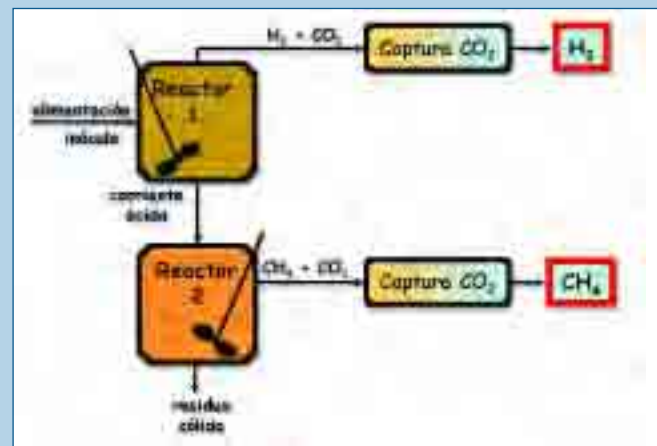 H₂ + CO₂
Captura CO₂
H₂
Reactor
1
alimentación
mezcla
corriente
ácida
Reactor
2
CH₄ + CO₂
Captura CO₂
CH₄
residuo
sólido